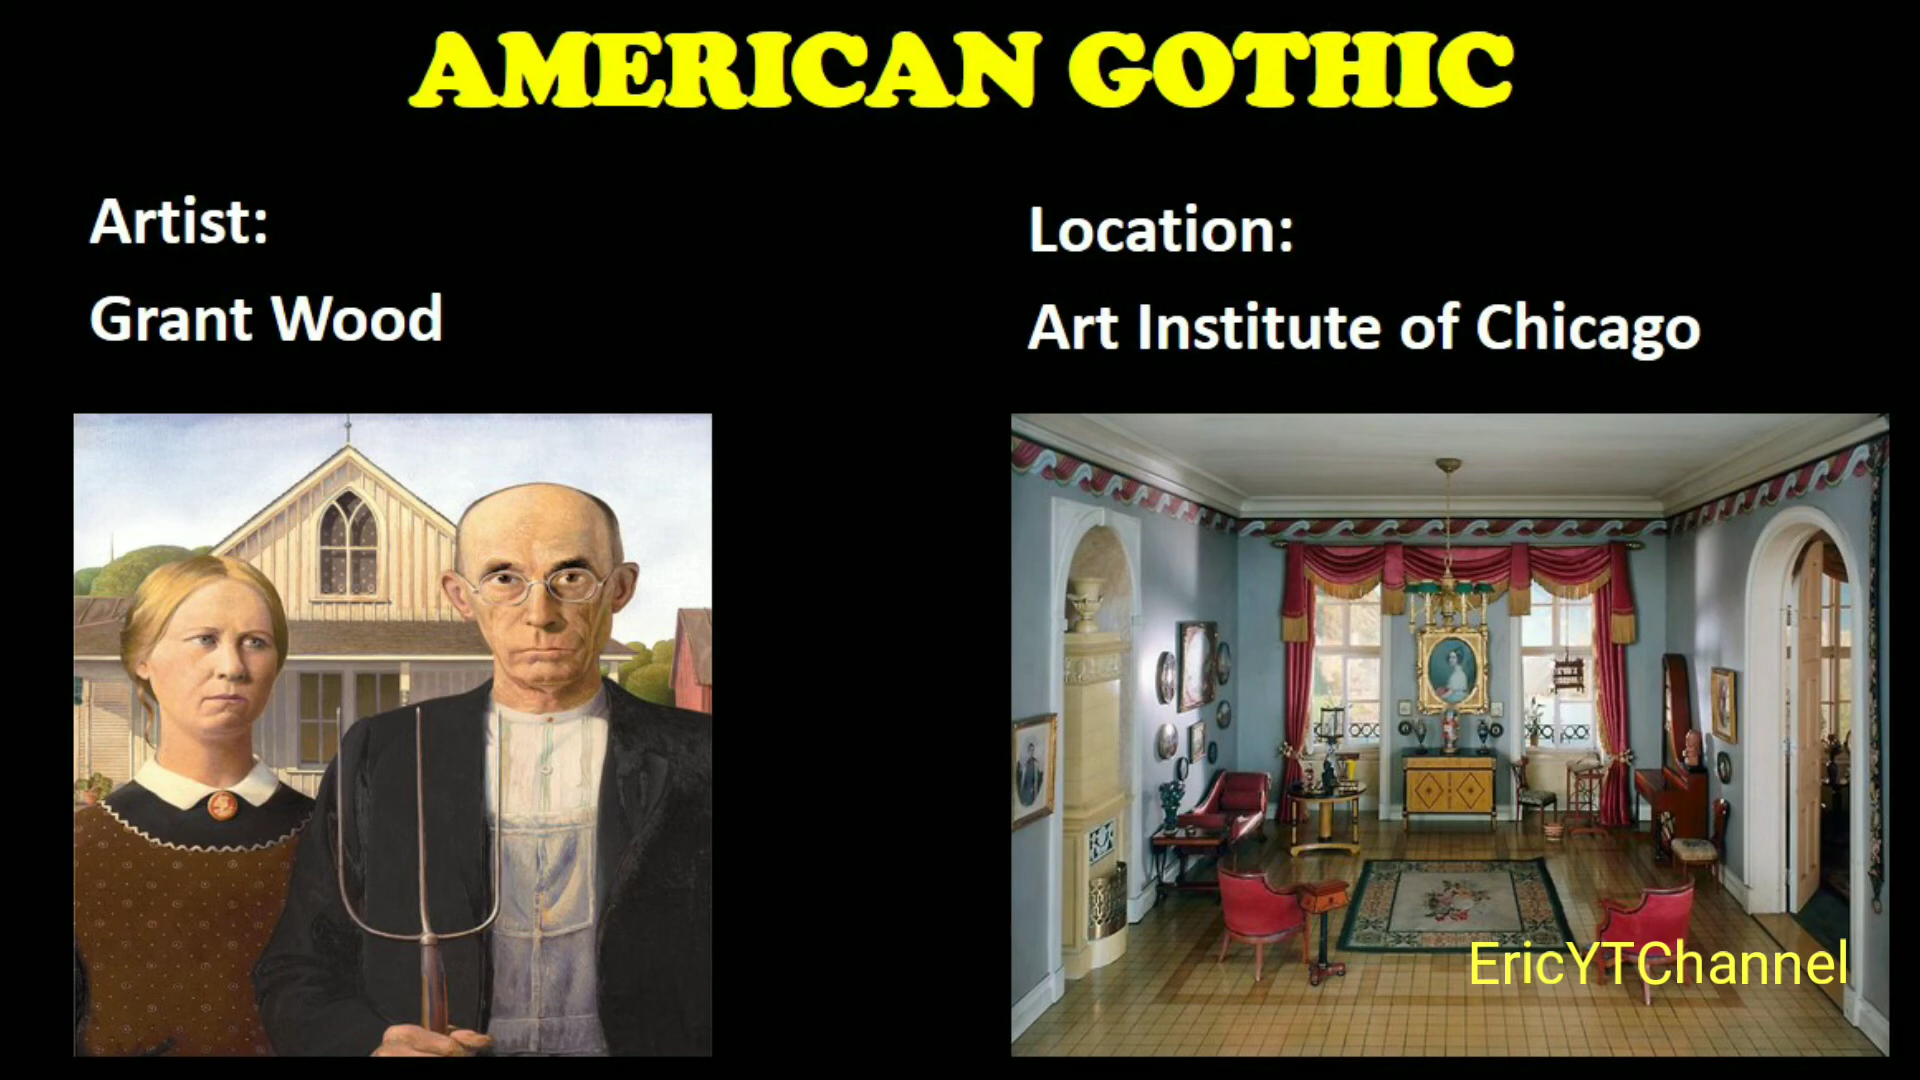 AMERICAN GOTHIC
Artist:
Grant Wood
Location:
Art Institute of Chicago
EricYTChannel